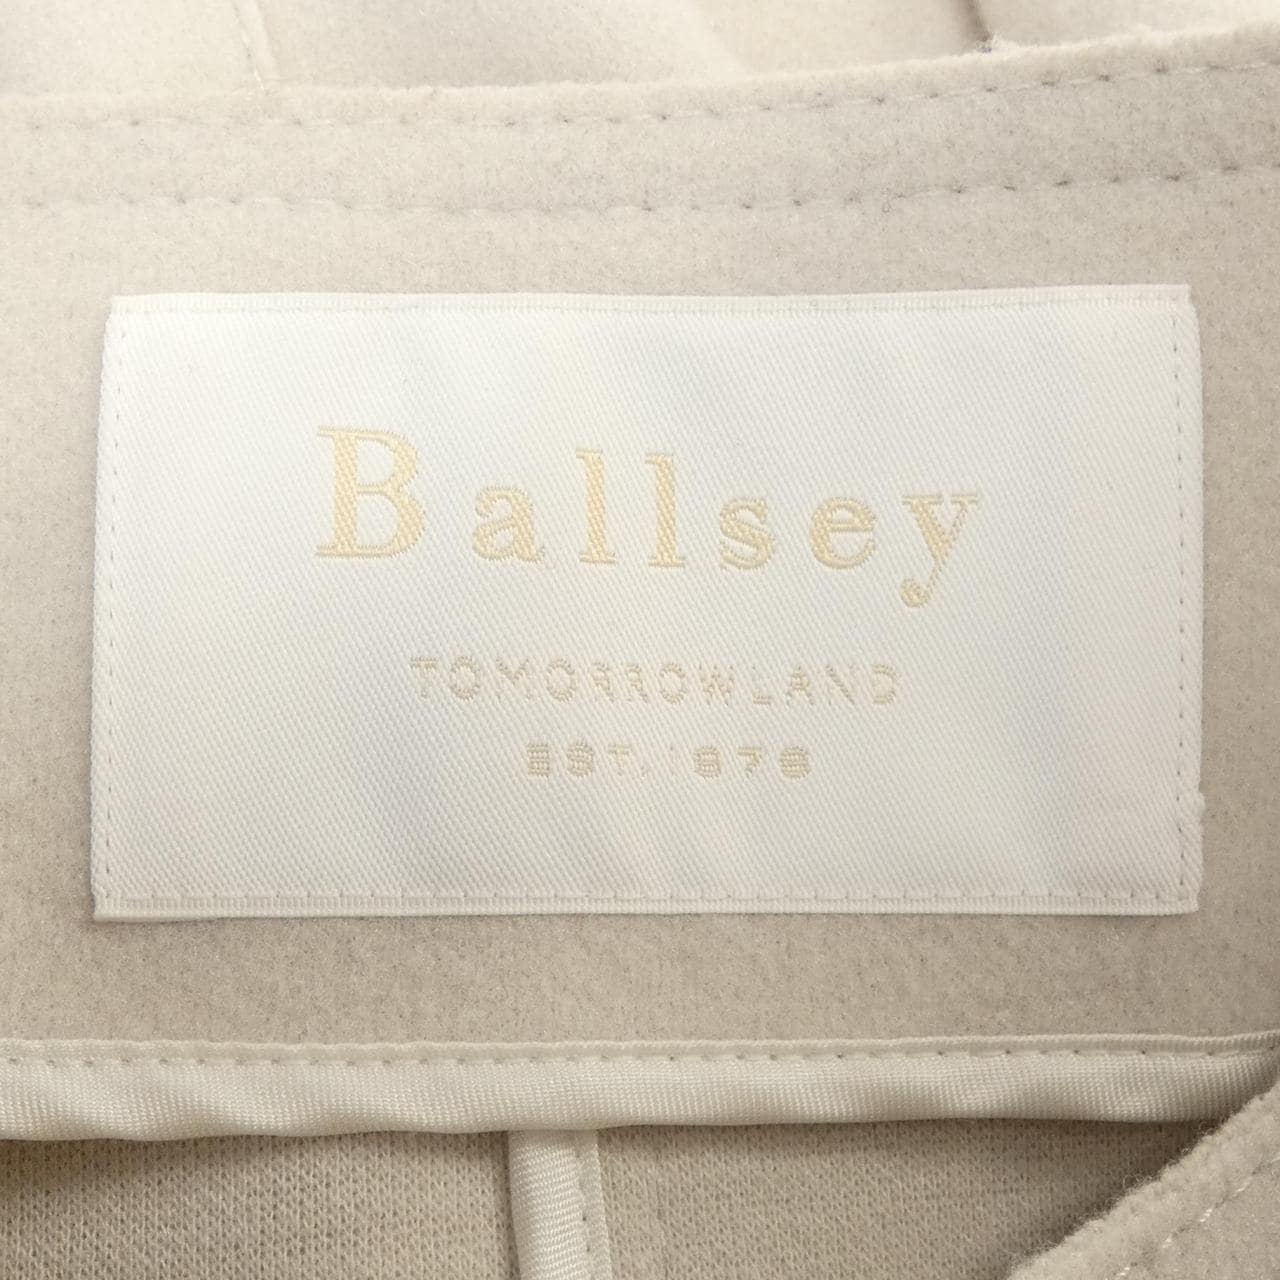 Ballsey
TOMORROWLAND
EST. 1978